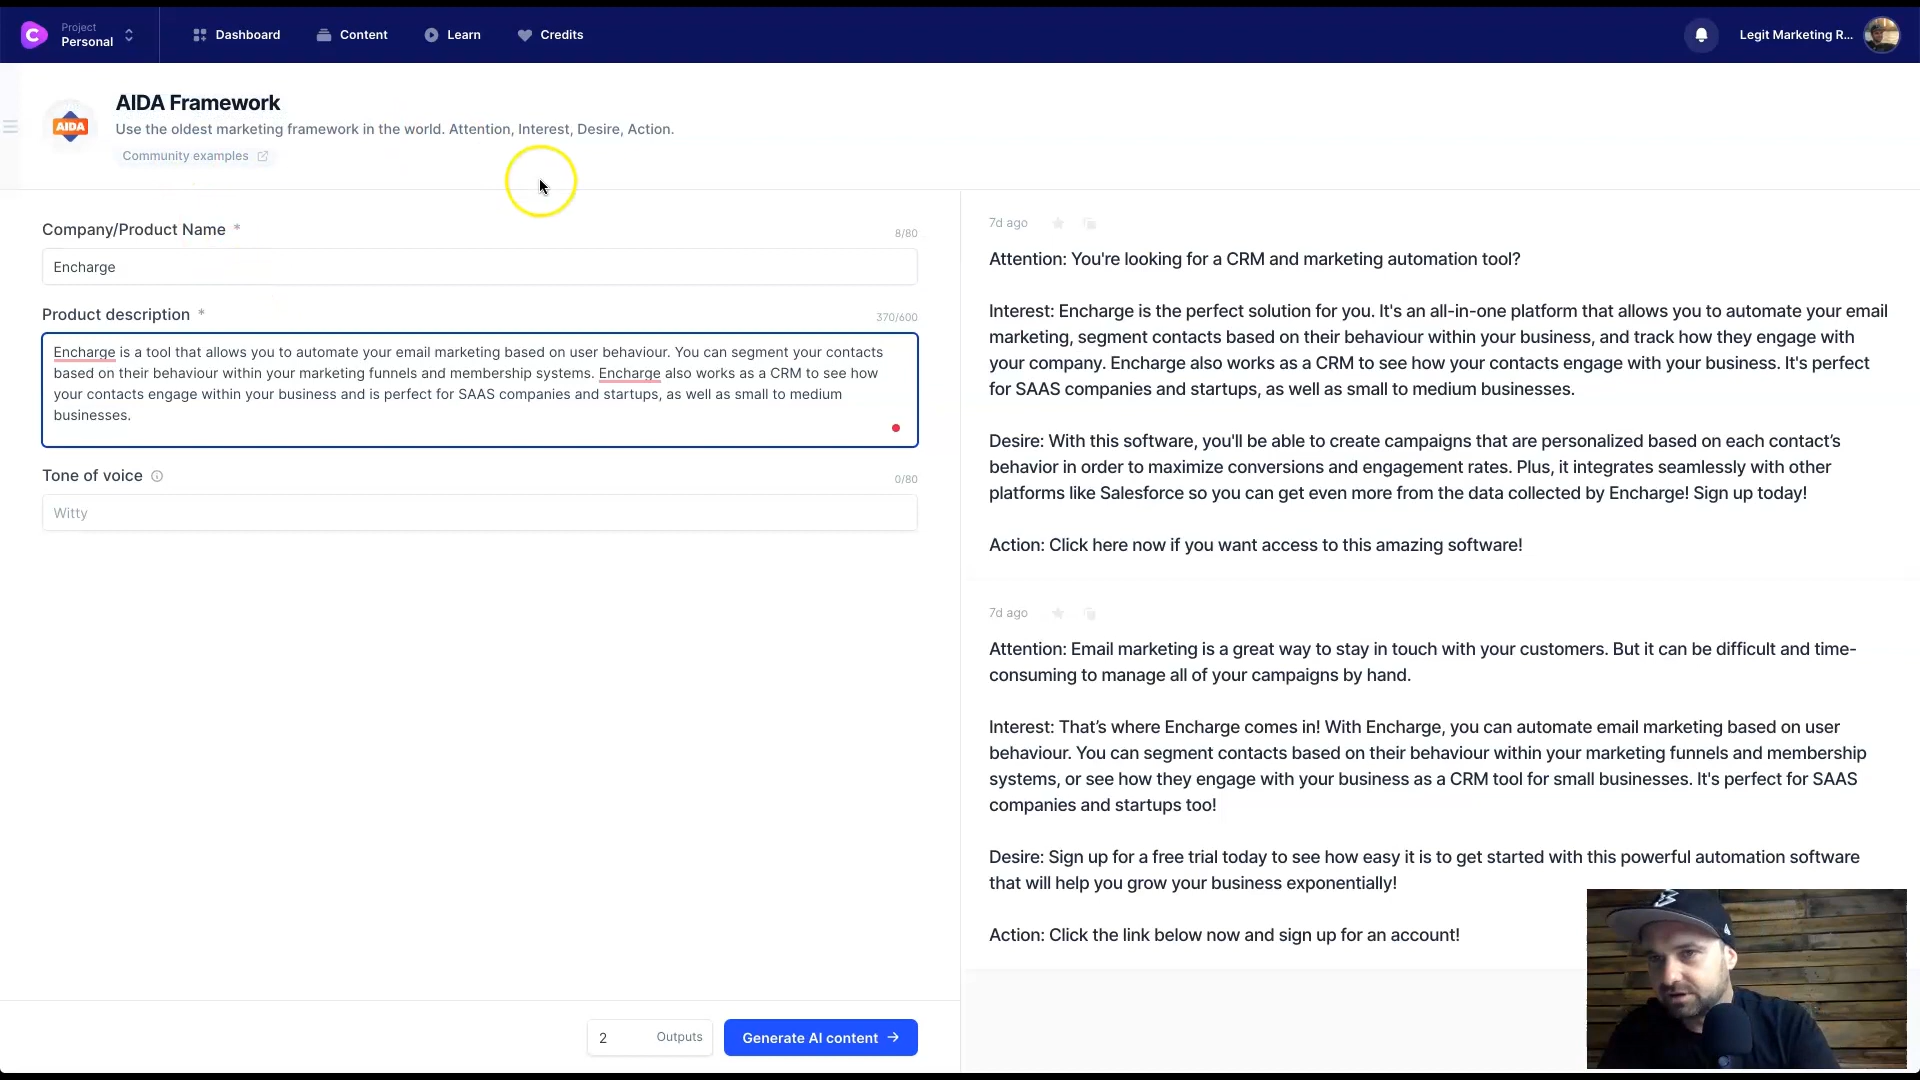 Project
Personal
Dashboard
Content
Learn
Credits
Legit Marketing R...
AIDA
AIDA Framework
Use the oldest marketing framework in the world. Attention, Interest, Desire, Action.
Community examples
Company/Product Name *
8/80
Encharge
Product description *
370/600
Encharge is a tool that allows you to automate your email marketing based on user behaviour. You can segment your contacts
based on their behaviour within your marketing funnels and membership systems. Encharge also works as a CRM to see how
your contacts engage within your business and is perfect for SAAS companies and startups, as well as small to medium
businesses.
Tone of voice
0/80
Witty
2 Outputs
Generate AI content
7d ago
Attention: You're looking for a CRM and marketing automation tool?
Interest: Encharge is the perfect solution for you. It's an all-in-one platform that allows you to automate your email
marketing, segment contacts based on their behaviour within your business, and track how they engage with
your company. Encharge also works as a CRM to see how your contacts engage with your business. It's perfect
for SAAS companies and startups, as well as small to medium businesses.
Desire: With this software, you'll be able to create campaigns that are personalized based on each contact’s
behavior in order to maximize conversions and engagement rates. Plus, it integrates seamlessly with other
platforms like Salesforce so you can get even more from the data collected by Encharge! Sign up today!
Action: Click here now if you want access to this amazing software!
7d ago
Attention: Email marketing is a great way to stay in touch with your customers. But it can be difficult and time-
consuming to manage all of your campaigns by hand.
Interest: That’s where Encharge comes in! With Encharge, you can automate email marketing based on user
behaviour. You can segment contacts based on their behaviour within your marketing funnels and membership
systems, or see how they engage with your business as a CRM tool for small businesses. It's perfect for SAAS
companies and startups too!
Desire: Sign up for a free trial today to see how easy it is to get started with this powerful automation software
that will help you grow your business exponentially!
Action: Click the link below now and sign up for an account!